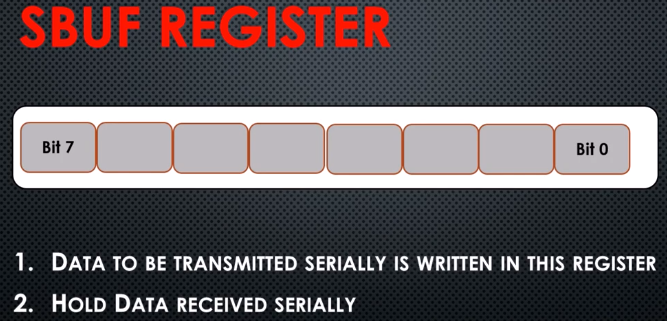 SBUF REGISTER
Bit 7 Bit 0
1. DATA TO BE TRANSMITTED SERIALLY IS WRITTEN IN THIS REGISTER
2. HOLD DATA RECEIVED SERIALLY